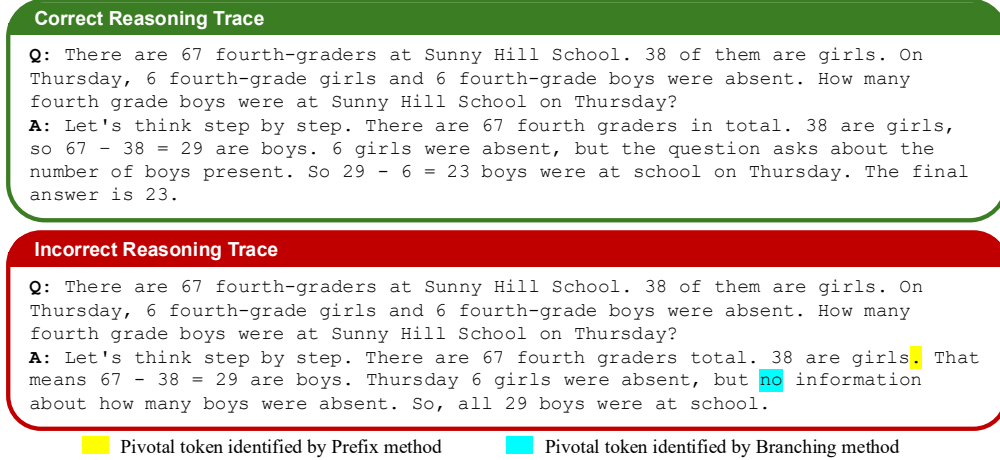 Correct Reasoning Trace
Q: There are 67 fourth-graders at Sunny Hill School. 38 of them are girls. On
Thursday, 6 fourth-grade girls and 6 fourth-grade boys were absent. How many
fourth grade boys were at Sunny Hill School on Thursday?
A: Let's think step by step. There are 67 fourth graders in total. 38 are girls,
so 67 – 38 = 29 are boys. 6 girls were absent, but the question asks about the
number of boys present. So 29 - 6 = 23 boys were at school on Thursday. The final
answer is 23.
Incorrect Reasoning Trace
Q: There are 67 fourth-graders at Sunny Hill School. 38 of them are girls. On
Thursday, 6 fourth-grade girls and 6 fourth-grade boys were absent. How many
fourth grade boys were at Sunny Hill School on Thursday?
A: Let's think step by step. There are 67 fourth graders total. 38 are girls. That
means 67 - 38 = 29 are boys. Thursday 6 girls were absent, but no information
about how many boys were absent. So, all 29 boys were at school.
Pivotal token identified by Prefix method Pivotal token identified by Branching method